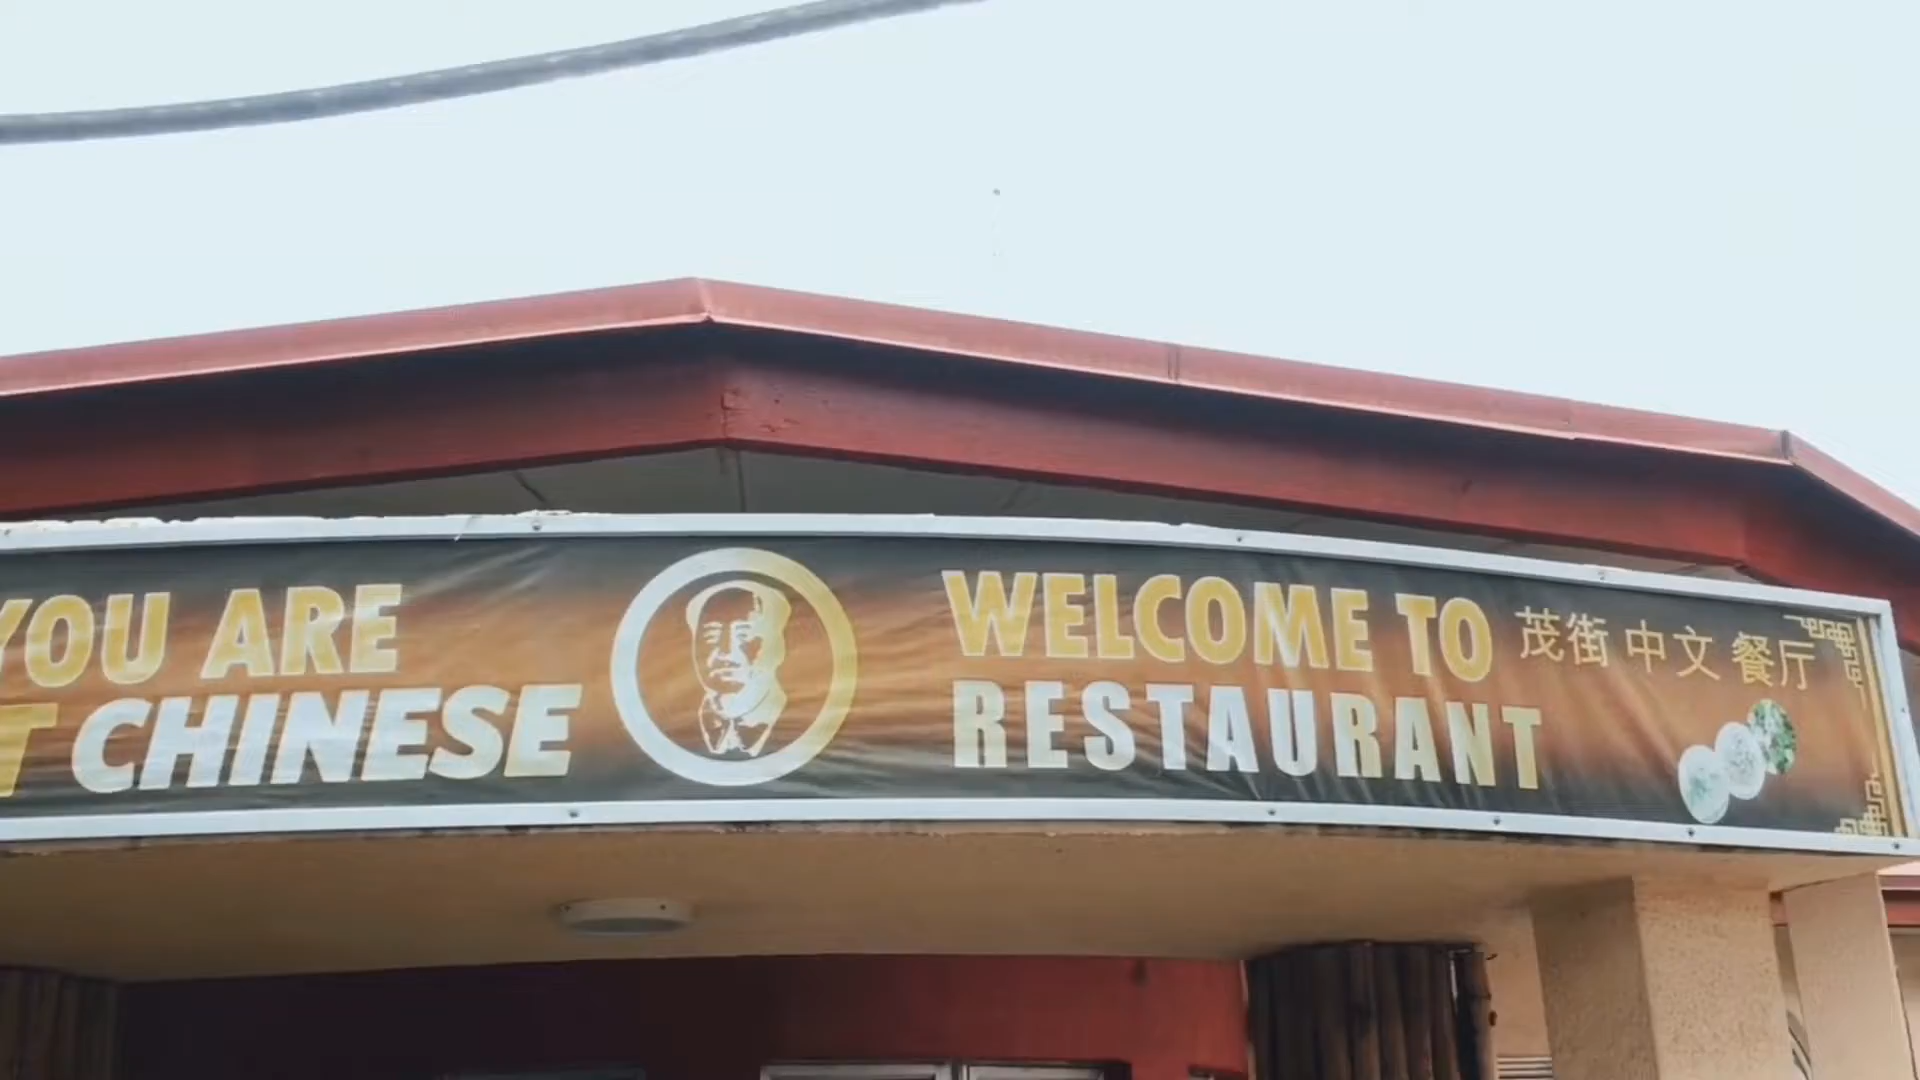 YOU ARE
CHINESE
WELCOME TO
RESTAURANT
茂街 中文 餐厅